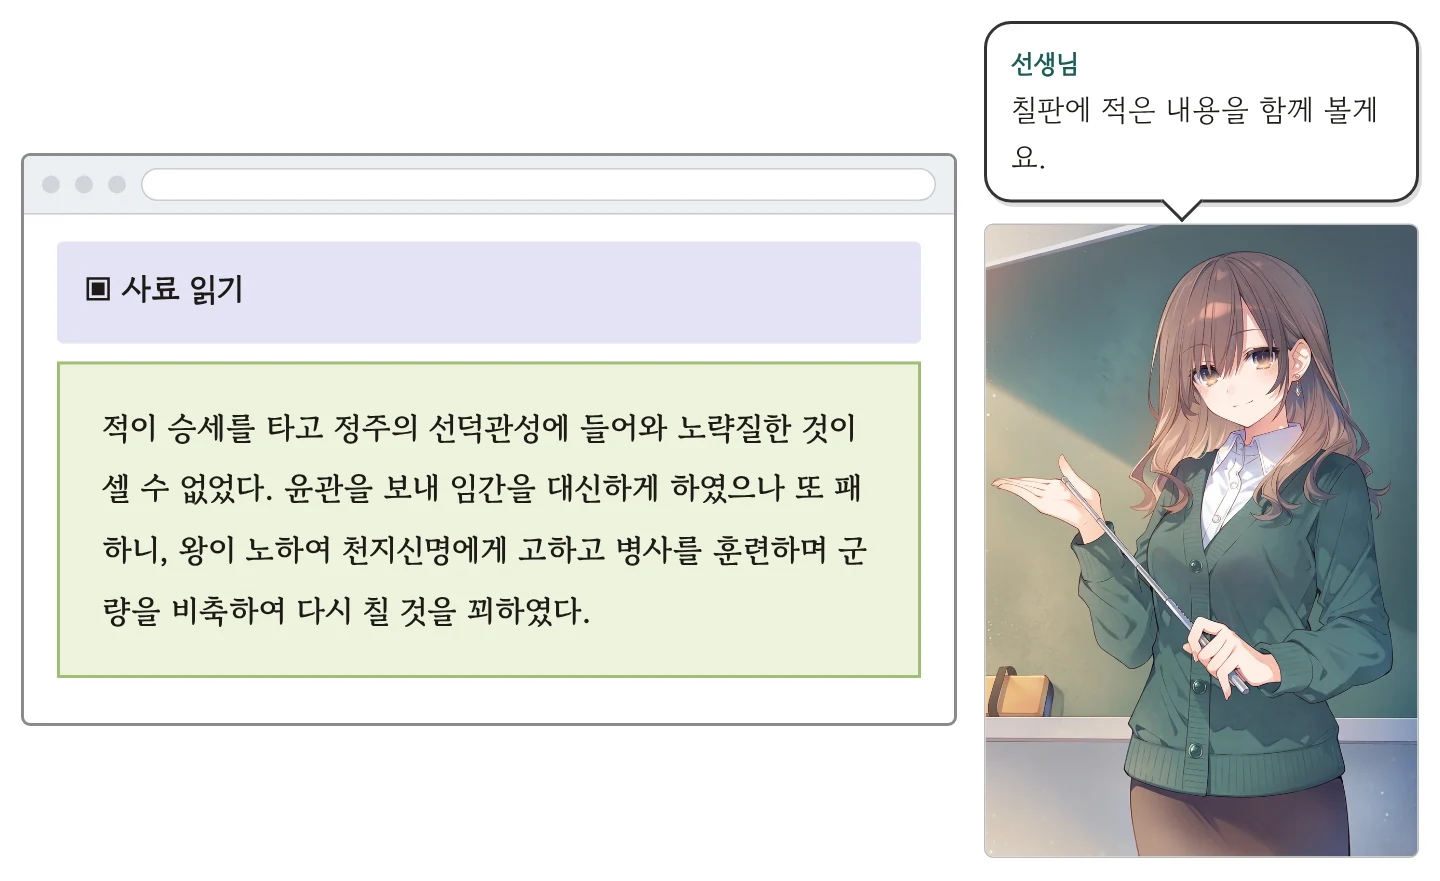 ▣ 사료 읽기
적이 승세를 타고 정주의 선덕관성에 들어와 노략질한 것이
셀 수 없었다. 윤관을 보내 임간을 대신하게 하였으나 또 패
하니, 왕이 노하여 천지신명에게 고하고 병사를 훈련하며 군
량을 비축하여 다시 칠 것을 꾀하였다.
선생님
칠판에 적은 내용을 함께 볼게
요.